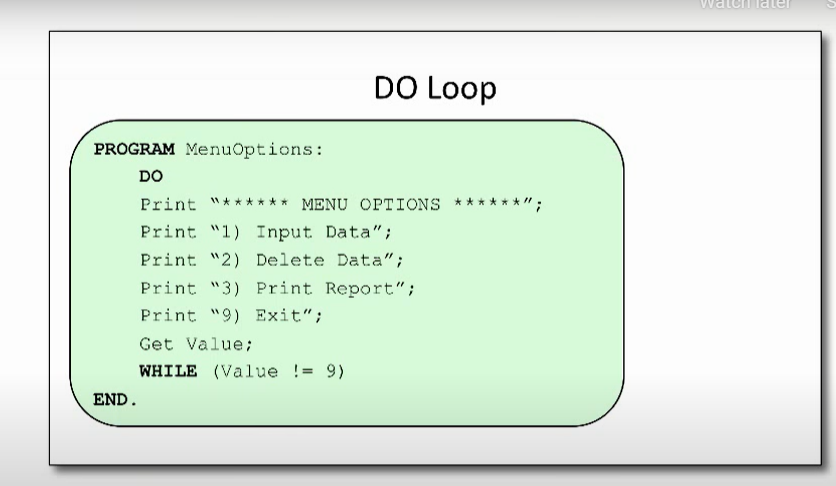 Watch later
DO Loop
PROGRAM MenuOptions:
DO
Print “****** MENU OPTIONS ******”;
Print “1) Input Data”;
Print “2) Delete Data”;
Print “3) Print Report”;
Print “9) Exit”;
Get Value;
WHILE (Value != 9)
END.